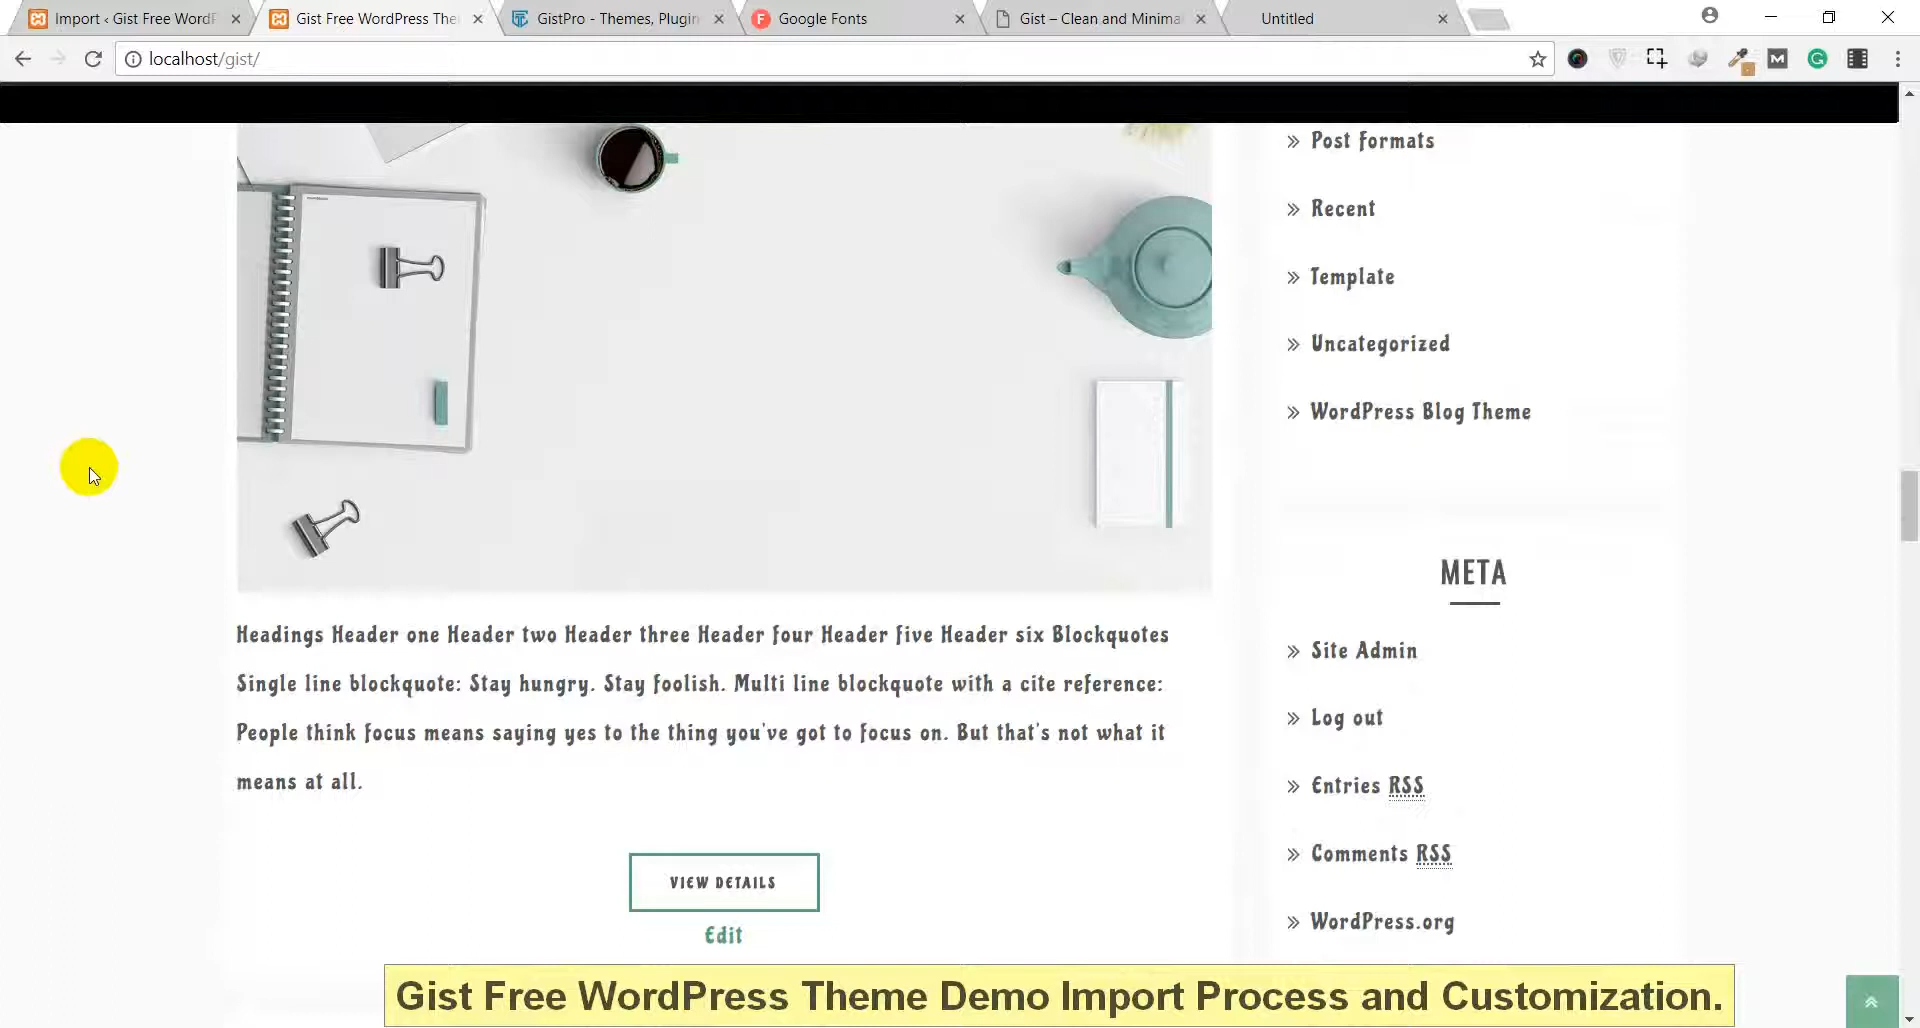 Import ‹ Gist Free WordF
Gist Free WordPress The
GistPro - Themes, Plugin
Google Fonts
Gist – Clean and Minima
Untitled
localhost/gist/
Post Formats
Recent
Template
Uncategorized
WordPress Blog Theme
META
Site Admin
Log out
Entries RSS
Comments RSS
WordPress.org
Headings Header one Header two Header three Header four Header five Header six Blockquotes
Single line blockquote: Stay hungry. Stay foolish. Multi line blockquote with a cite reference:
People think focus means saying yes to the thing you've got to focus on. But that's not what it
means at all.
VIEW DETAILS
Edit
Gist Free WordPress Theme Demo Import Process and Customization.